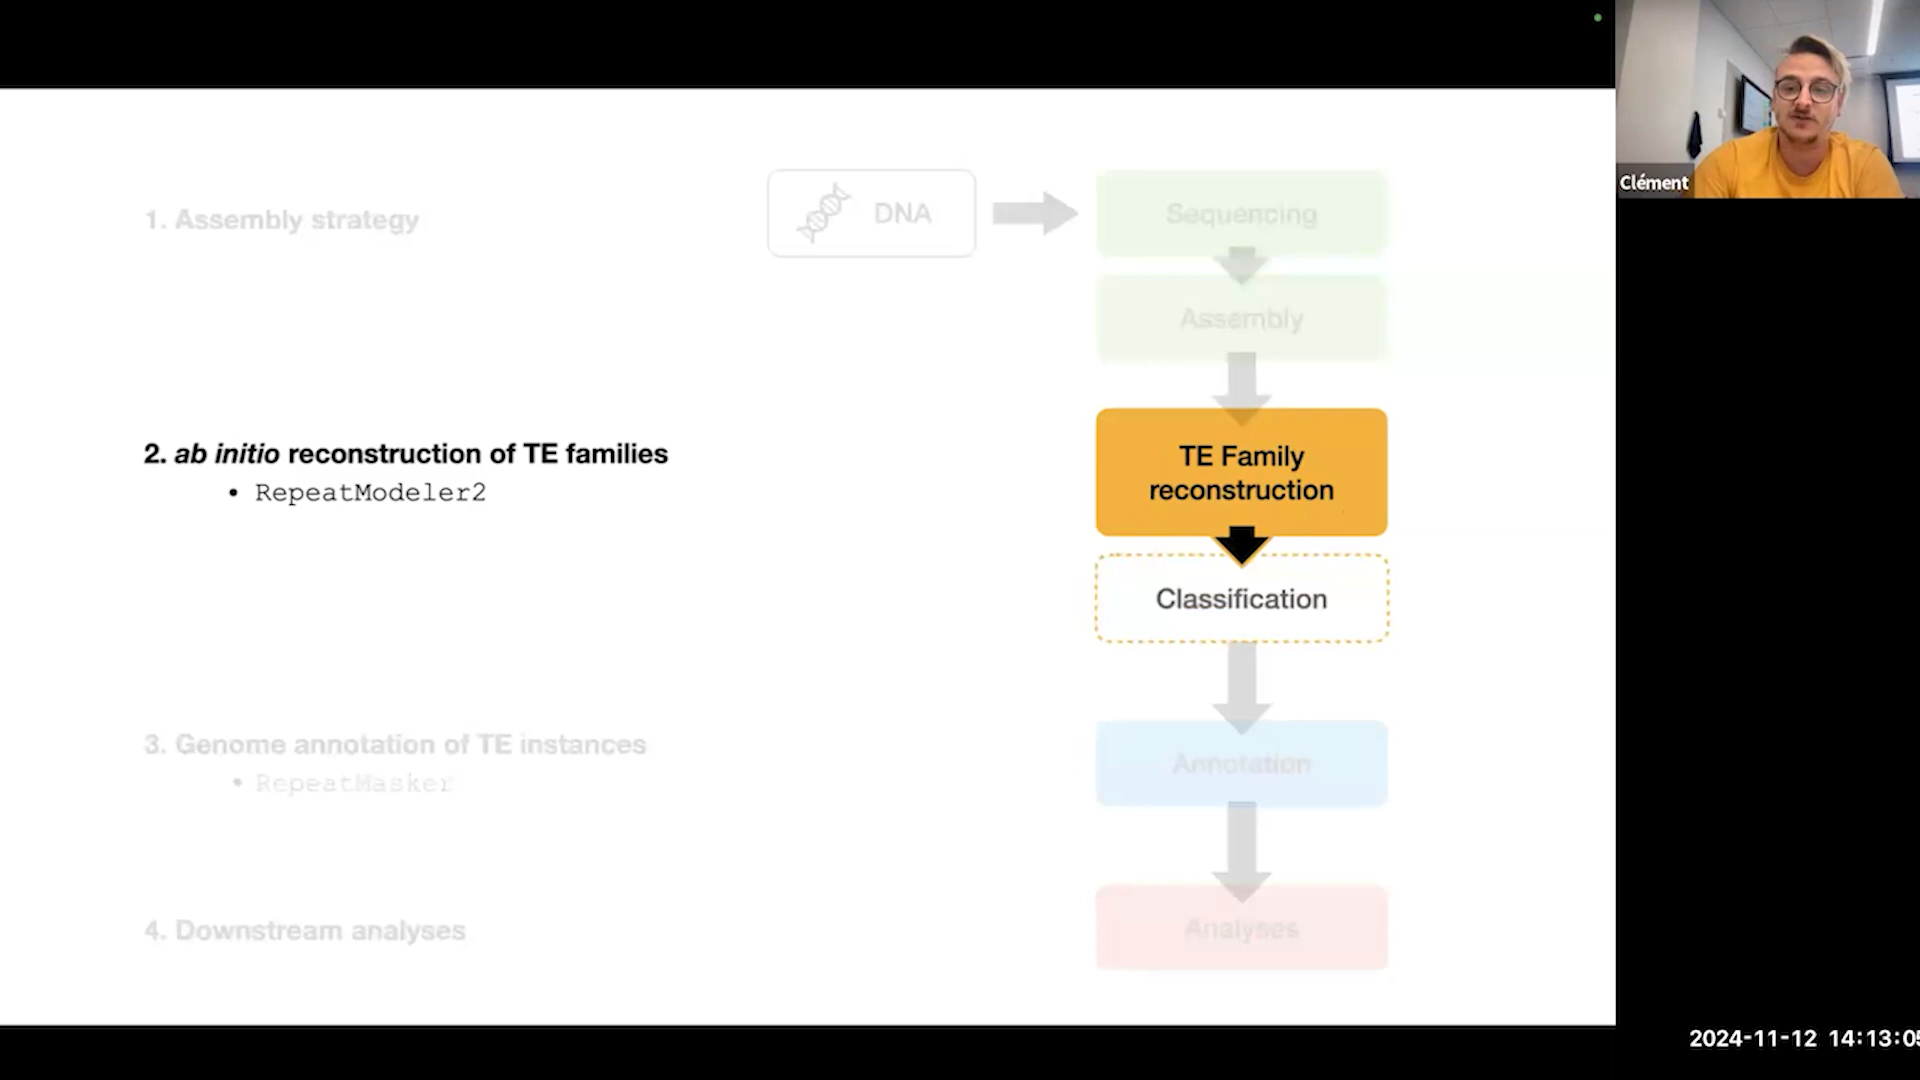 1. Assembly strategy
DNA
Sequencing
Assembly
2. ab initio reconstruction of TE families
• RepeatModeler2
TE Family
reconstruction
Classification
3. Genome annotation of TE instances
• RepeatMasker
Annotation
4. Downstream analyses
Analyses
Clément
2024-11-12 14:13:05